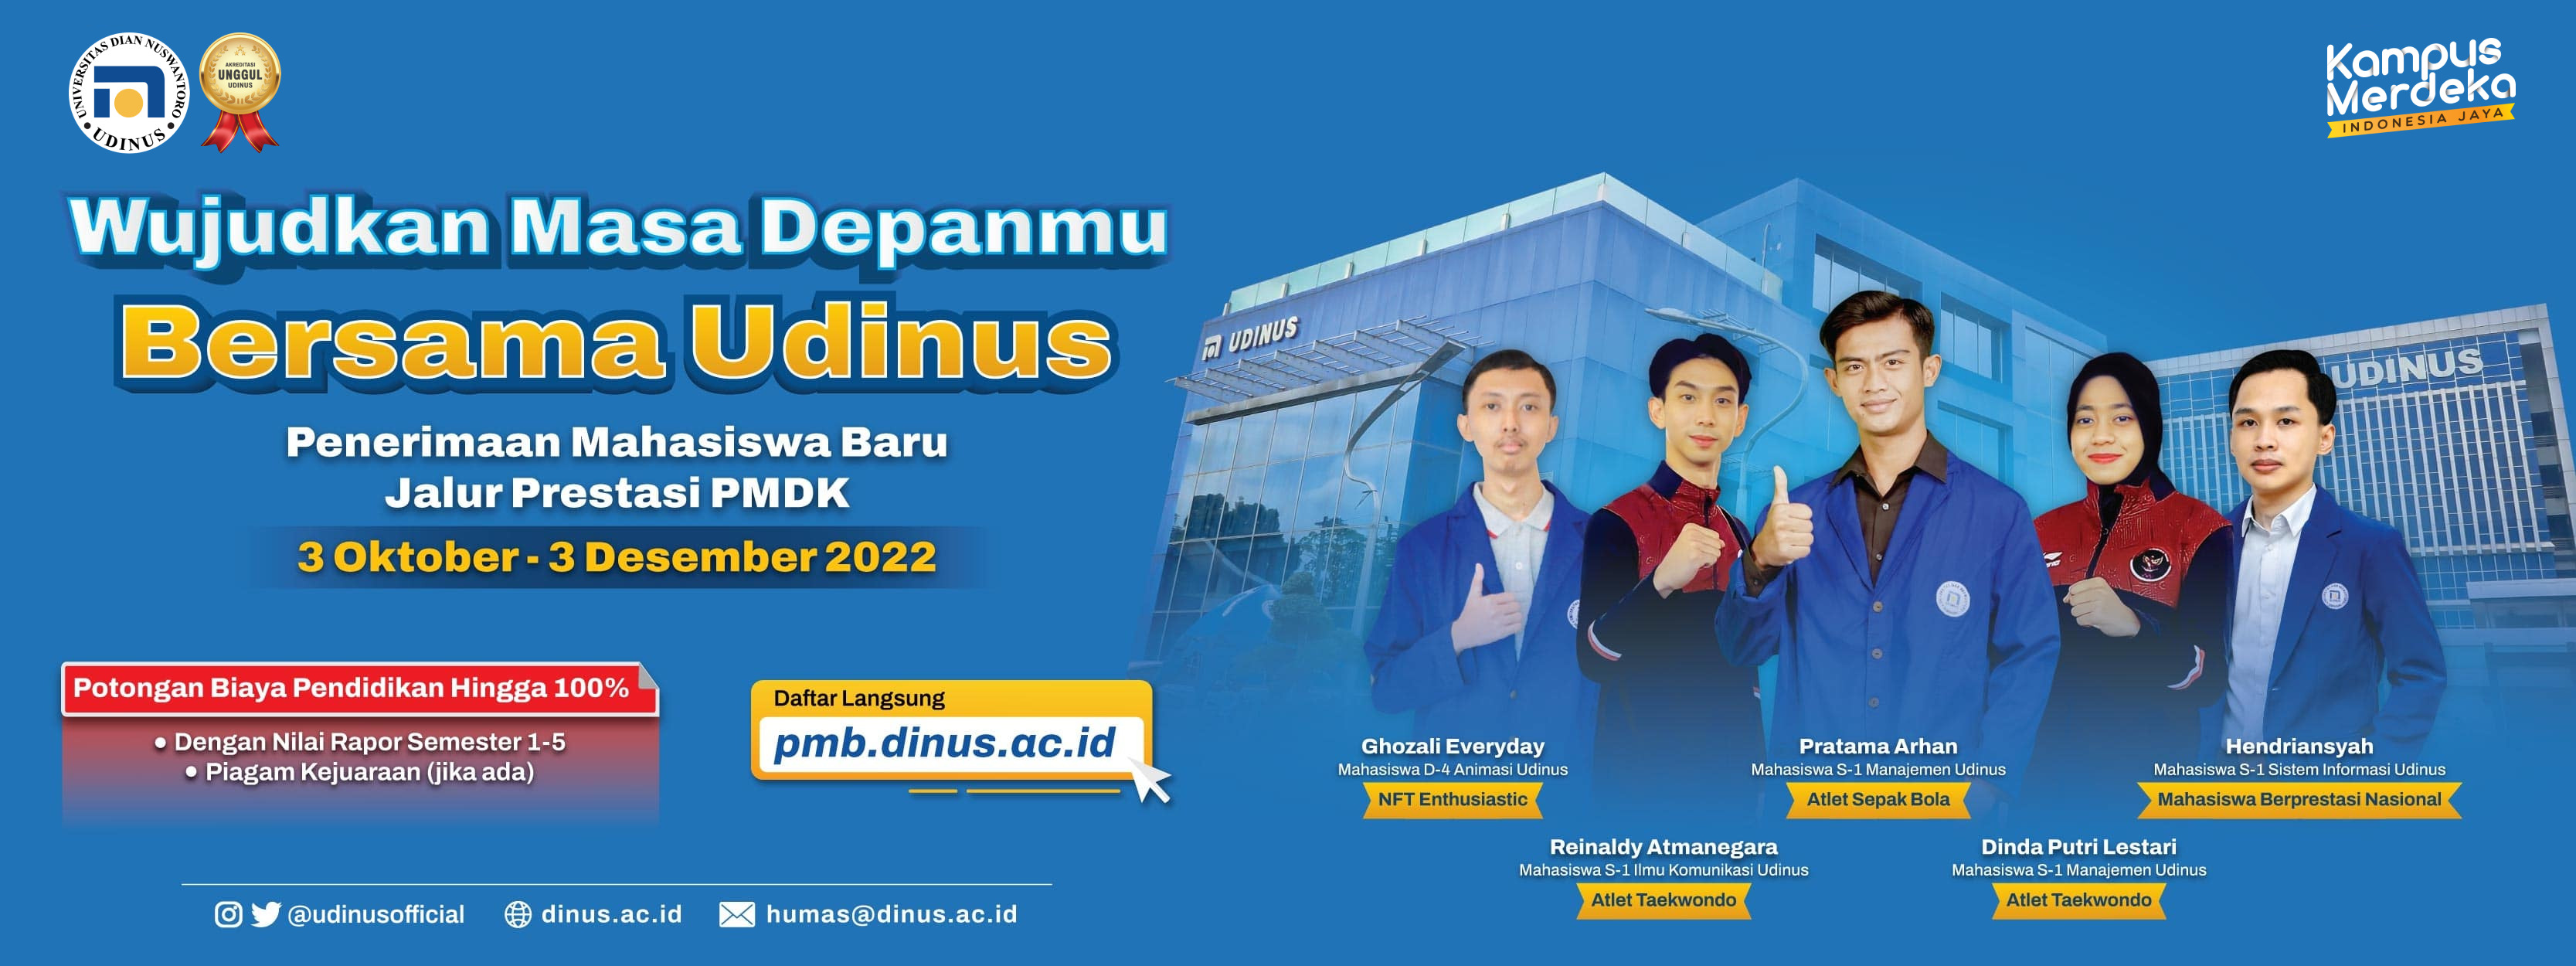 UNIVERSITAS DIAN NUSWANTORO
• UDINUS •
AKREDITASI
UNGGUL
UDINUS
Kampus
Merdeka
INDONESIA JAYA
Wujudkan Masa Depanmu
Bersama Udinus
Penerimaan Mahasiswa Baru
Jalur Prestasi PMDK
3 Oktober - 3 Desember 2022
Potongan Biaya Pendidikan Hingga 100%
• Dengan Nilai Rapor Semester 1-5
• Piagam Kejuaraan (jika ada)
Daftar Langsung
pmb.dinus.ac.id
@udinusofficial
dinus.ac.id
humas@dinus.ac.id
UDINUS
UDINUS
Ghozali Everyday
Mahasiswa D-4 Animasi Udinus
NFT Enthusiastic
Pratama Arhan
Mahasiswa S-1 Manajemen Udinus
Atlet Sepak Bola
Hendriansyah
Mahasiswa S-1 Sistem Informasi Udinus
Mahasiswa Berprestasi Nasional
Reinaldy Atmanegara
Mahasiswa S-1 Ilmu Komunikasi Udinus
Atlet Taekwondo
Dinda Putri Lestari
Mahasiswa S-1 Manajemen Udinus
Atlet Taekwondo